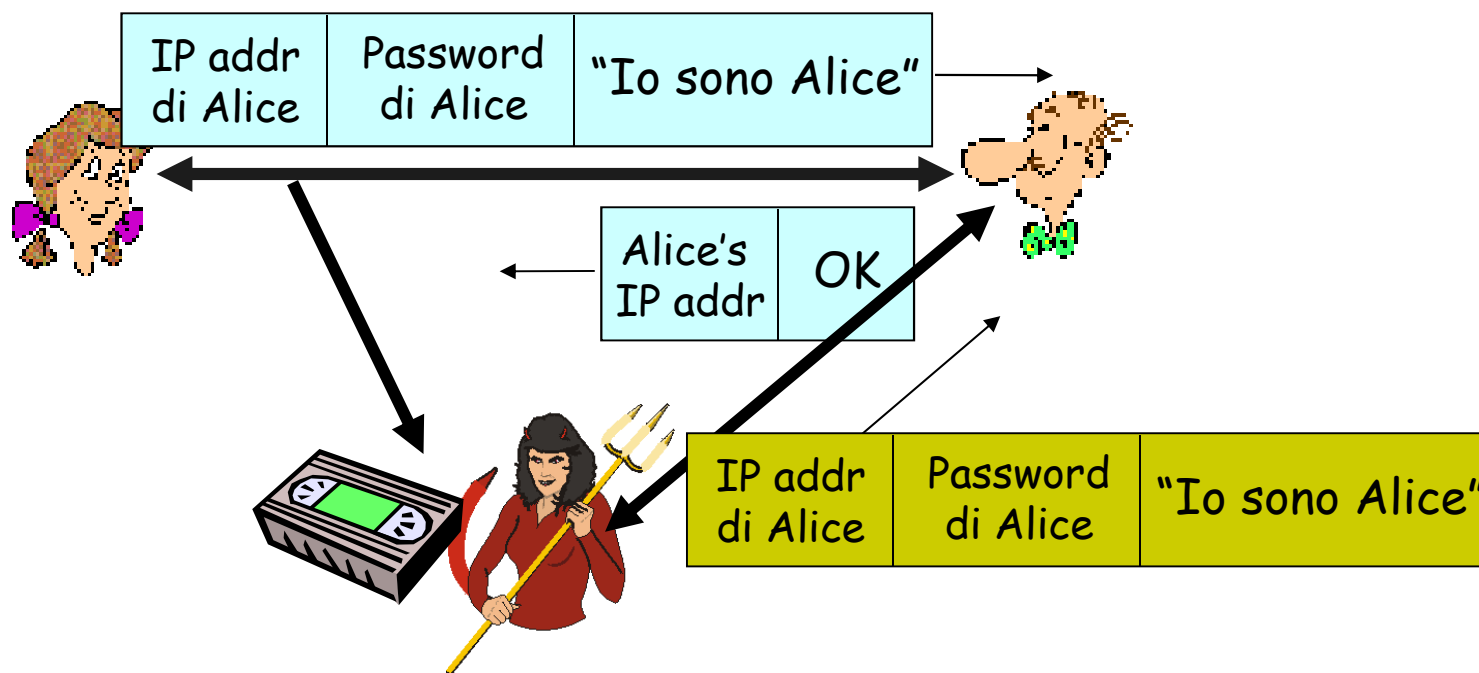 IP addr
di Alice
Password
di Alice
“Io sono Alice”
Alice’s
IP addr
OK
IP addr
di Alice
Password
di Alice
“Io sono Alice”